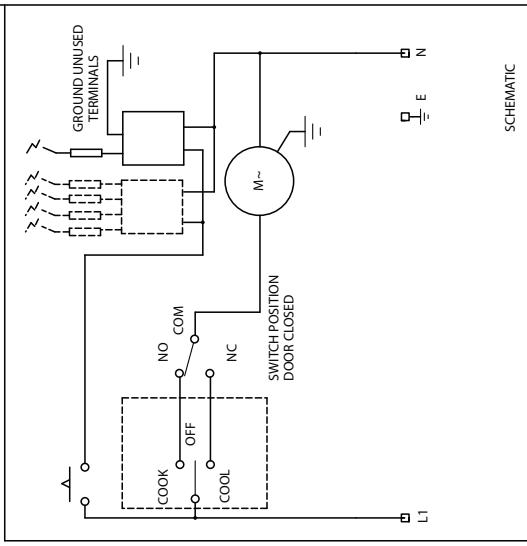 GROUND UNUSED
TERMINALS
M~
COM
NO
NC
SWITCH POSITION
DOOR CLOSED
COOK
OFF
COOL
L1
E
N
SCHEMATIC